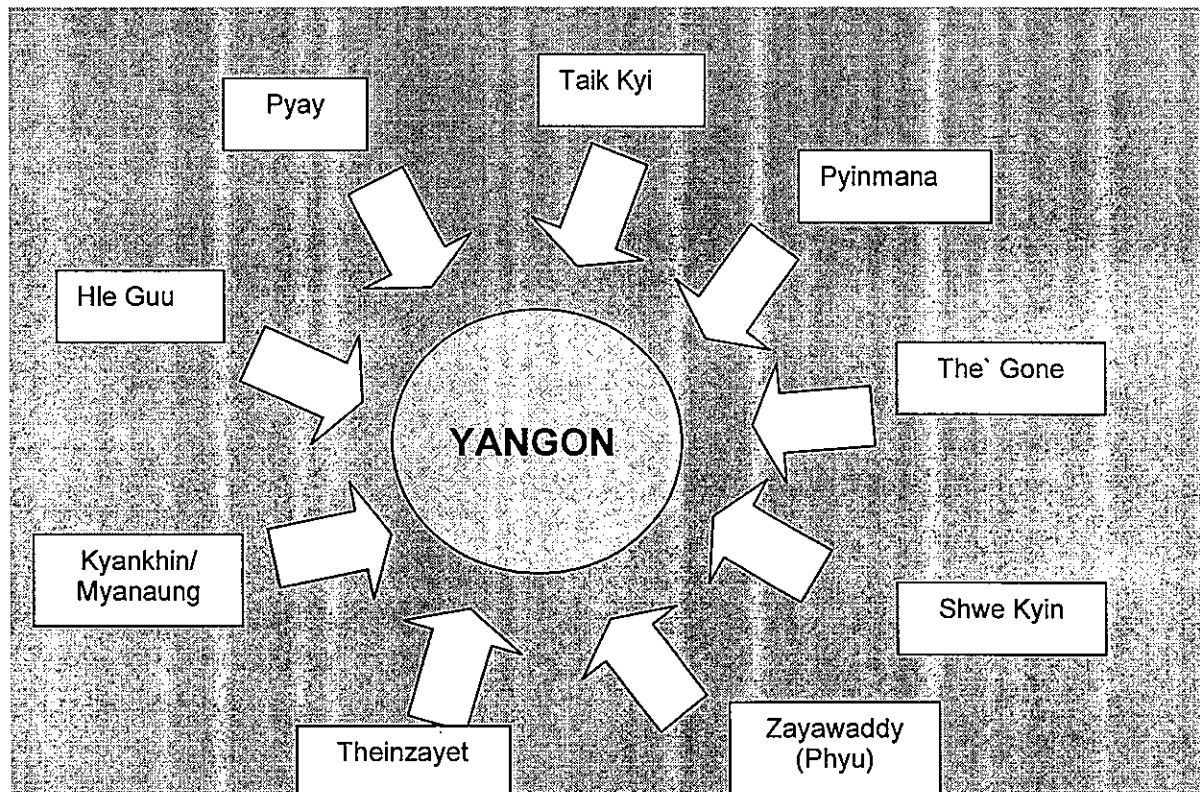 Taik Kyi
Pyay
Pyinmana
Hle Guu
The` Gone
YANGON
Kyankhin/
Myanaung
Shwe Kyin
Zayawaddy
(Phyu)
Theinzayet